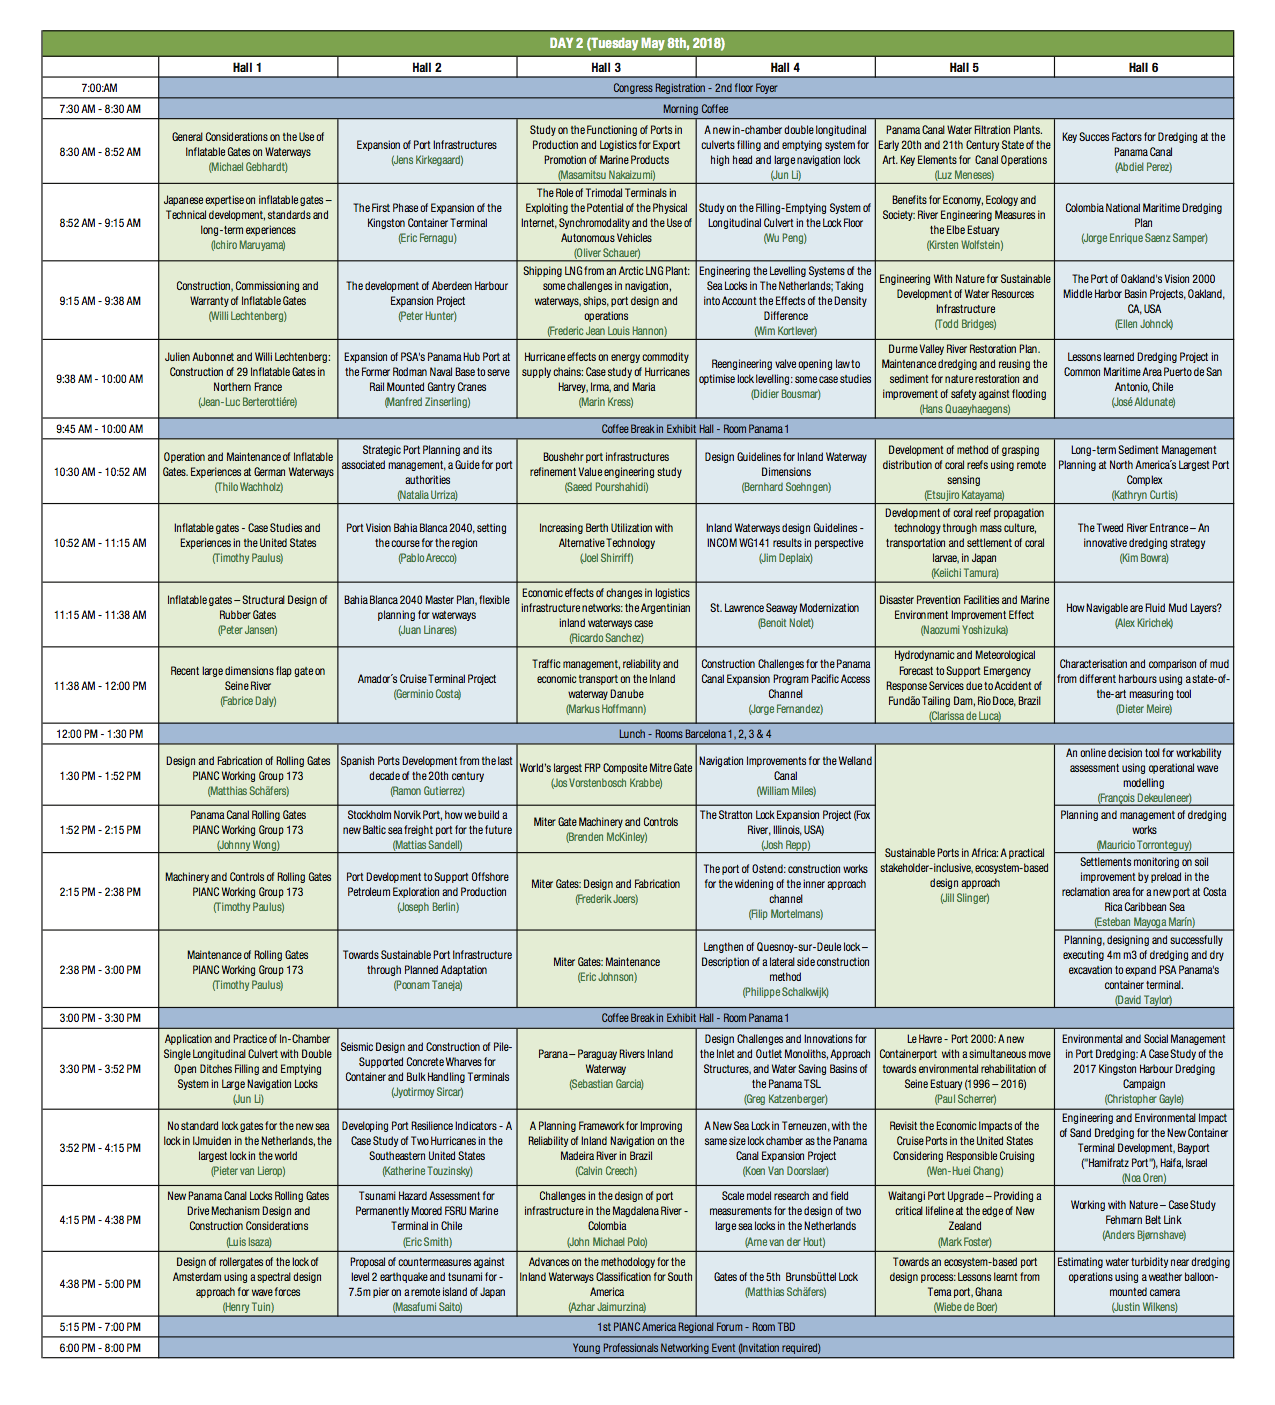 DAY 2 (Tuesday May 8th, 2018)
Hall 1
Hall 2
Hall 3
Hall 4
Hall 5
Hall 6
7:00:AM
Congress Registration - 2nd floor Foyer
7:30 AM - 8:30 AM
Morning Coffee
8:30 AM - 8:52 AM
General Considerations on the Use of
Inflatable Gates on Waterways
(Michael Gebhardt)
Expansion of Port Infrastructures
(Jens Kirkegaard)
Study on the Functioning of Ports in
Production and Logistics for Export
Promotion of Marine Products
(Masamitsu Nakaizumi)
A new in-chamber double longitudinal
culverts filling and emptying system for
high head and large navigation lock
(Jun Li)
Panama Canal Water Filtration Plants.
Early 20th and 21th Century State of the
Art. Key Elements for Canal Operations
(Luz Meneses)
Key Succes Factors for Dredging at the
Panama Canal
(Abdiel Perez)
8:52 AM - 9:15 AM
Japanese expertise on inflatable gates –
Technical development, standards and
long-term experiences
(Ichiro Maruyama)
The First Phase of Expansion of the
Kingston Container Terminal
(Eric Fernagu)
The Role of Trimodal Terminals in
Exploiting the Potential of the Physical
Internet, Synchromodality and the Use of
Autonomous Vehicles
(Oliver Schauer)
Study on the Filling-Emptying System of
Longitudinal Culvert in the Lock Floor
(Wu Peng)
Benefits for Economy, Ecology and
Society: River Engineering Measures in
the Elbe Estuary
(Kirsten Wolfstein)
Colombia National Maritime Dredging
Plan
(Jorge Enrique Saenz Samper)
9:15 AM - 9:38 AM
Construction, Commissioning and
Warranty of Inflatable Gates
(Willi Lechtenberg)
The development of Aberdeen Harbour
Expansion Project
(Peter Hunter)
Shipping LNG from an Arctic LNG Plant:
some challenges in navigation,
waterways, ships, port design and
operations
(Frederic Jean Louis Hannon)
Engineering the Levelling Systems of the
Sea Locks in The Netherlands; Taking
into Account the Effects of the Density
Difference
(Wim Kortlever)
Engineering With Nature for Sustainable
Development of Water Resources
Infrastructure
(Todd Bridges)
The Port of Oakland's Vision 2000
Middle Harbor Basin Projects, Oakland,
CA, USA
(Ellen Johnck)
9:38 AM - 10:00 AM
Julien Aubonnet and Willi Lechtenberg:
Construction of 29 Inflatable Gates in
Northern France
(Jean-Luc Berterottiére)
Expansion of PSA's Panama Hub Port at
the Former Rodman Naval Base to serve
Rail Mounted Gantry Cranes
(Manfred Zinserling)
Hurricane effects on energy commodity
supply chains: Case study of Hurricanes
Harvey, Irma, and Maria
(Marin Kress)
Reengineering valve opening law to
optimise lock levelling: some case studies
(Didier Bousmar)
Durme Valley River Restoration Plan.
Maintenance dredging and reusing the
sediment for nature restoration and
improvement of safety against flooding
(Hans Quaeyhaegens)
Lessons learned Dredging Project in
Common Maritime Area Puerto de San
Antonio, Chile
(José Aldunate)
9:45 AM - 10:00 AM
Coffee Break in Exhibit Hall - Room Panama 1
10:30 AM - 10:52 AM
Operation and Maintenance of Inflatable
Gates. Experiences at German Waterways
(Thilo Wachholz)
Strategic Port Planning and its
associated management, a Guide for port
authorities
(Natalia Urriza)
Boushehr port infrastructures
refinement Value engineering study
(Saeed Pourshahidi)
Design Guidelines for Inland Waterway
Dimensions
(Bernhard Soehngen)
Development of method of grasping
distribution of coral reefs using remote
sensing
(Etsujiro Katayama)
Long-term Sediment Management
Planning at North America´s Largest Port
Complex
(Kathryn Curtis)
10:52 AM - 11:15 AM
Inflatable gates - Case Studies and
Experiences in the United States
(Timothy Paulus)
Port Vision Bahia Blanca 2040, setting
the course for the region
(Pablo Arecco)
Increasing Berth Utilization with
Alternative Technology
(Joel Shirriff)
Inland Waterways design Guidelines -
INCOM WG141 results in perspective
(Jim Deplaix)
Development of coral reef propagation
technology through mass culture,
transportation and settlement of coral
larvae, in Japan
(Keiichi Tamura)
The Tweed River Entrance – An
innovative dredging strategy
(Kim Bowra)
11:15 AM - 11:38 AM
Inflatable gates – Structural Design of
Rubber Gates
(Peter Jansen)
Bahia Blanca 2040 Master Plan, flexible
planning for waterways
(Juan Linares)
Economic effects of changes in logistics
infrastructure networks: the Argentinian
inland waterways case
(Ricardo Sanchez)
St. Lawrence Seaway Modernization
(Benoit Nolet)
Disaster Prevention Facilities and Marine
Environment Improvement Effect
(Naozumi Yoshizuka)
How Navigable are Fluid Mud Layers?
(Alex Kirichek)
11:38 AM - 12:00 PM
Recent large dimensions flap gate on
Seine River
(Fabrice Daly)
Amador´s Cruise Terminal Project
(Germinio Costa)
Traffic management, reliability and
economic transport on the Inland
waterway Danube
(Markus Hoffmann)
Construction Challenges for the Panama
Canal Expansion Program Pacific Access
Channel
(Jorge Fernandez)
Hydrodynamic and Meteorological
Forecast to Support Emergency
Response Services due to Accident of
Fundão Tailing Dam, Rio Doce, Brazil
(Clarissa de Luca)
Characterisation and comparison of mud
from different harbours using a state-of-
the-art measuring tool
(Dieter Meire)
12:00 PM - 1:30 PM
Lunch - Rooms Barcelona 1, 2, 3 & 4
1:30 PM - 1:52 PM
Design and Fabrication of Rolling Gates
PIANC Working Group 173
(Matthias Schäfers)
Spanish Ports Development from the last
decade of the 20th century
(Ramon Gutierrez)
World's largest FRP Composite Mitre Gate
(Jos Vorstenbosch Krabbe)
Navigation Improvements for the Welland
Canal
(William Miles)
Sustainable Ports in Africa: A practical
stakeholder-inclusive, ecosystem-based
design approach
(Jill Slinger)
An online decision tool for workability
assessment using operational wave
modelling
(François Dekeuleneer)
1:52 PM - 2:15 PM
Panama Canal Rolling Gates
PIANC Working Group 173
(Johnny Wong)
Stockholm Norvik Port, how we build a
new Baltic sea freight port for the future
(Mattias Sandell)
Miter Gate Machinery and Controls
(Brenden McKinley)
The Stratton Lock Expansion Project (Fox
River, Illinois, USA)
(Josh Repp)
Planning and management of dredging
works
(Mauricio Torronteguy)
2:15 PM - 2:38 PM
Machinery and Controls of Rolling Gates
PIANC Working Group 173
(Timothy Paulus)
Port Development to Support Offshore
Petroleum Exploration and Production
(Joseph Berlin)
Miter Gates: Design and Fabrication
(Frederik Joers)
The port of Ostend: construction works
for the widening of the inner approach
channel
(Filip Mortelmans)
Settlements monitoring on soil
improvement by preload in the
reclamation area for a new port at Costa
Rica Caribbean Sea
(Esteban Mayoga Marín)
2:38 PM - 3:00 PM
Maintenance of Rolling Gates
PIANC Working Group 173
(Timothy Paulus)
Towards Sustainable Port Infrastructure
through Planned Adaptation
(Poonam Taneja)
Miter Gates: Maintenance
(Eric Johnson)
Lengthen of Quesnoy-sur-Deule lock –
Description of a lateral side construction
method
(Philippe Schalkwijk)
Planning, designing and successfully
executing 4m m3 of dredging and dry
excavation to expand PSA Panama's
container terminal.
(David Taylor)
3:00 PM - 3:30 PM
Coffee Break in Exhibit Hall - Room Panama 1
3:30 PM - 3:52 PM
Application and Practice of In-Chamber
Single Longitudinal Culvert with Double
Open Ditches Filling and Emptying
System in Large Navigation Locks
(Jun Li)
Seismic Design and Construction of Pile-
Supported Concrete Wharves for
Container and Bulk Handling Terminals
(Jyotirmoy Sircar)
Parana – Paraguay Rivers Inland
Waterway
(Sebastian Garcia)
Design Challenges and Innovations for
the Inlet and Outlet Monoliths, Approach
Structures, and Water Saving Basins of
the Panama TSL
(Greg Katzenberger)
Le Havre - Port 2000: A new
Containerport with a simultaneous move
towards environmental rehabilitation of
Seine Estuary (1996 – 2016)
(Paul Scherrer)
Environmental and Social Management
in Port Dredging: A Case Study of the
2017 Kingston Harbour Dredging
Campaign
(Christopher Gayle)
3:52 PM - 4:15 PM
No standard lock gates for the new sea
lock in IJmuiden in the Netherlands, the
largest lock in the world
(Pieter van Lierop)
Developing Port Resilience Indicators - A
Case Study of Two Hurricanes in the
Southeastern United States
(Katherine Touzinsky)
A Planning Framework for Improving
Reliability of Inland Navigation on the
Madeira River in Brazil
(Calvin Creech)
A New Sea Lock in Terneuzen, with the
same size lock chamber as the Panama
Canal Expansion Project
(Koen Van Doorslaer)
Revisit the Economic Impacts of the
Cruise Ports in the United States
Considering Responsible Cruising
(Wen-Huei Chang)
Engineering and Environmental Impact
of Sand Dredging for the New Container
Terminal Development, Bayport
("Hamifratz Port"), Haifa, Israel
(Noa Oren)
4:15 PM - 4:38 PM
New Panama Canal Locks Rolling Gates
Drive Mechanism Design and
Construction Considerations
(Luis Isaza)
Tsunami Hazard Assessment for
Permanently Moored FSRU Marine
Terminal in Chile
(Eric Smith)
Challenges in the design of port
infrastructure in the Magdalena River -
Colombia
(John Michael Polo)
Scale model research and field
measurements for the design of two
large sea locks in the Netherlands
(Arne van der Hout)
Waitangi Port Upgrade – Providing a
critical lifeline at the edge of New
Zealand
(Mark Foster)
Working with Nature – Case Study
Fehmarn Belt Link
(Anders Bjørnshave)
4:38 PM - 5:00 PM
Design of rollergates of the lock of
Amsterdam using a spectral design
approach for wave forces
(Henry Tuin)
Proposal of countermeasures against
level 2 earthquake and tsunami for -
7.5m pier on a remote island of Japan
(Masafumi Saito)
Advances on the methodology for the
Inland Waterways Classification for South
America
(Azhar Jaimurzina)
Gates of the 5th Brunsbüttel Lock
(Matthias Schäfers)
Towards an ecosystem-based port
design process: Lessons learnt from
Tema port, Ghana
(Wiebe de Boer)
Estimating water turbidity near dredging
operations using a weather balloon-
mounted camera
(Justin Wilkens)
5:15 PM - 7:00 PM
1st PIANC America Regional Forum - Room TBD
6:00 PM - 8:00 PM
Young Professionals Networking Event (Invitation required)